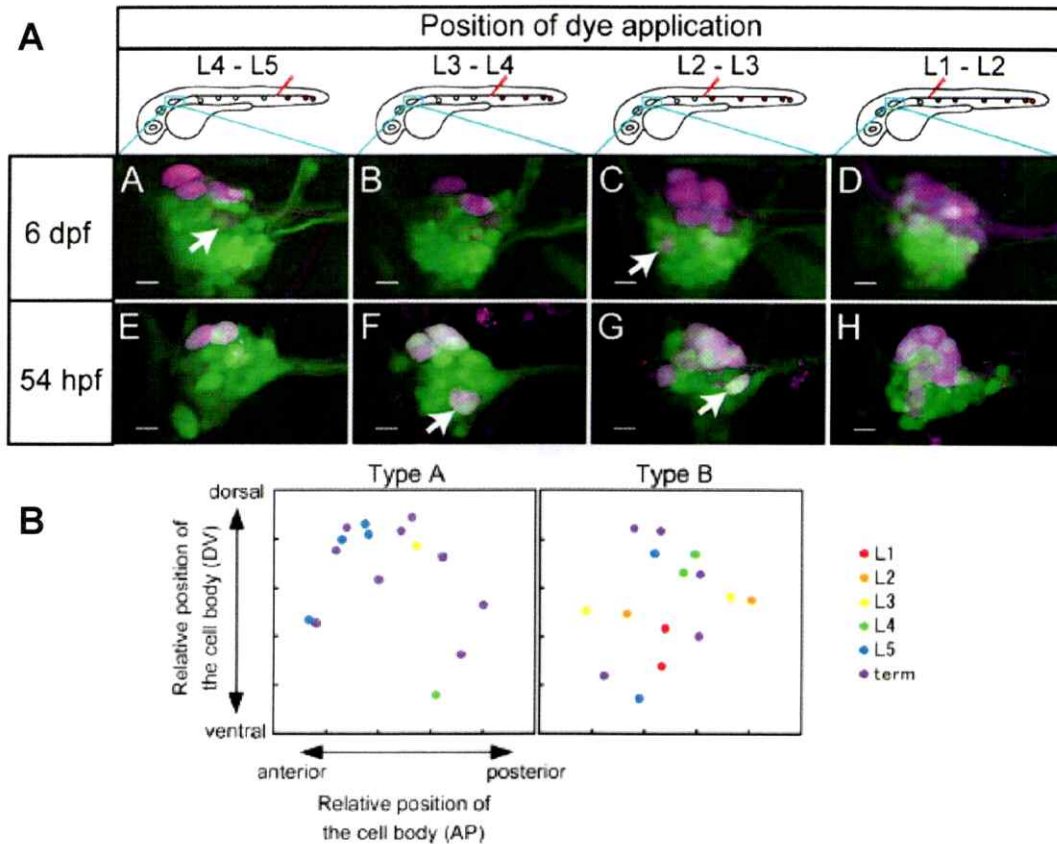 A
Position of dye application
L4 - L5
L3 - L4
L2 - L3
L1 - L2
6 dpf
A
B
C
D
54 hpf
E
F
G
H
B
Type A
Type B
dorsal
Relative position of
the cell body (DV)
ventral
anterior
posterior
Relative position of
the cell body (AP)
L1
L2
L3
L4
L5
term